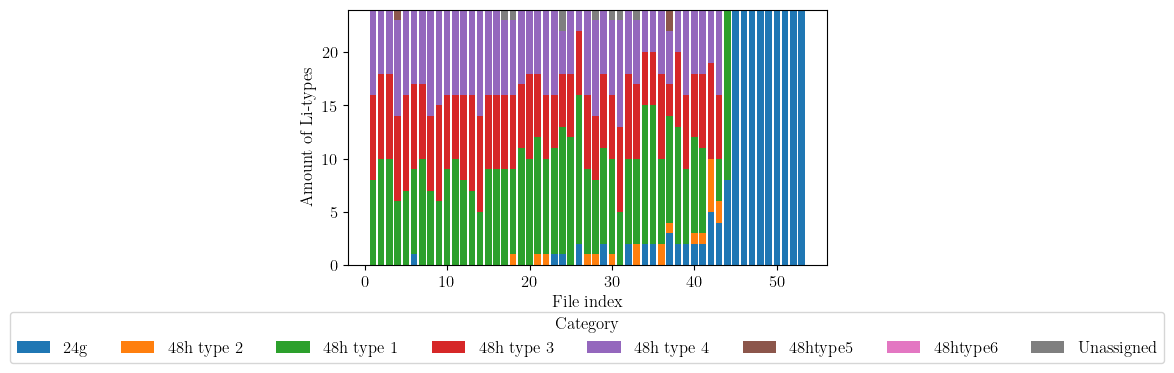 20
15
10
5
0
Amount of Li-types
0 10 20 30 40 50
File index
Category
24g 48h type 2 48h type 1 48h type 3 48h type 4 48htype5 48htype6 Unassigned